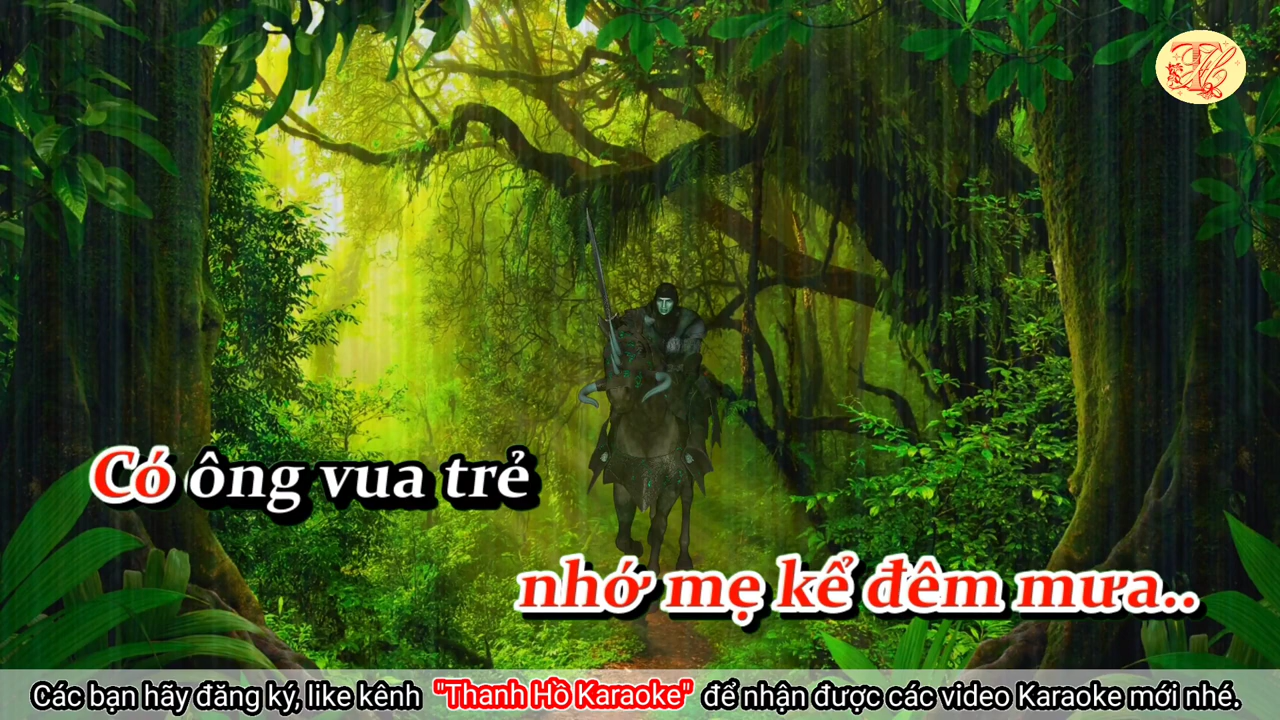 Có ông vua trẻ
nhớ mẹ kể đêm mưa..
Các bạn hãy đăng ký, like kênh "Thanh Hồ Karaoke" để nhận được các video Karaoke mới nhé.